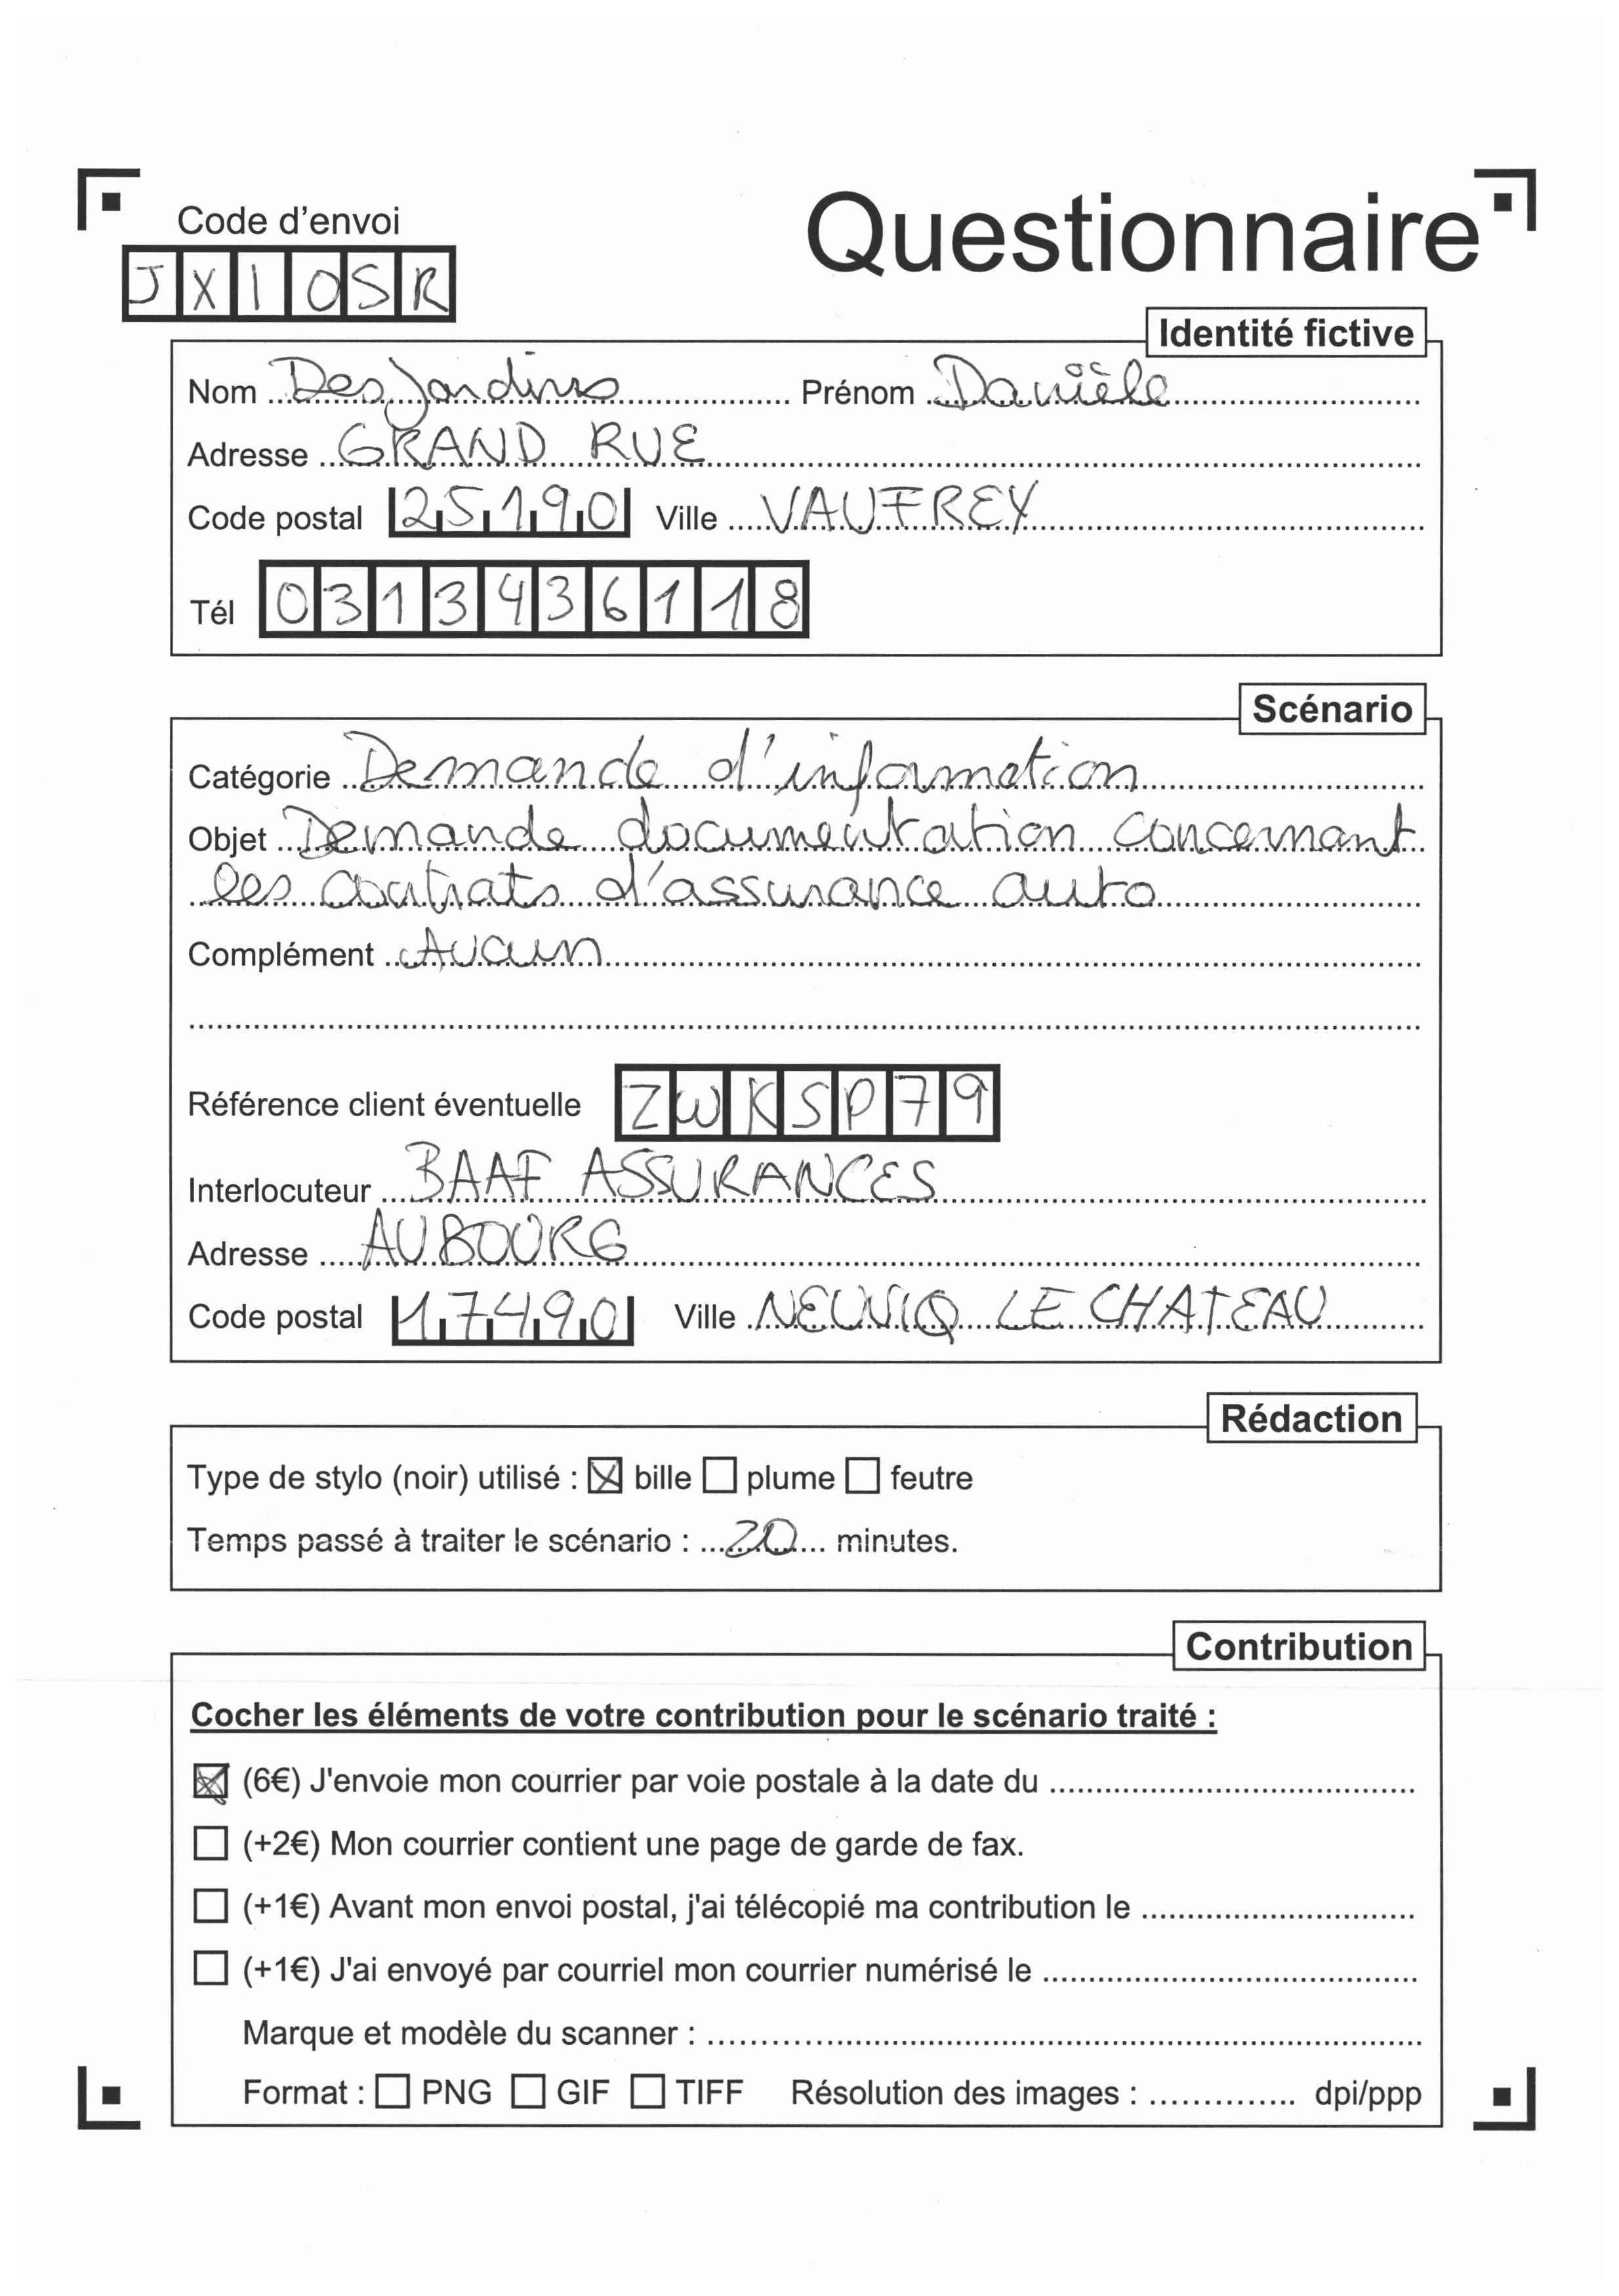 Code d'envoi
Questionnaire
JXIOSR
Identité fictive
Nom DesJardins Prénom Danièle
Adresse GRAND RUE
Code postal 25190 Ville VAUFREY
Tél 0313436118
Scénario
Catégorie Demande d'information
Objet Demande documentation concernant
les contrats d'assurance auto
Complément Aucun
Référence client éventuelle ZWKSP79
Interlocuteur BAAF ASSURANCES
Adresse AU BOURG
Code postal 17490 Ville NEUVIQ LE CHATEAU
Rédaction
Type de stylo (noir) utilisé : bille plume feutre
Temps passé à traiter le scénario : 20 minutes.
Contribution
Cocher les éléments de votre contribution pour le scénario traité :
(6€) J'envoie mon courrier par voie postale à la date du
(+2€) Mon courrier contient une page de garde de fax.
(+1€) Avant mon envoi postal, j'ai télécopié ma contribution le
(+1€) J'ai envoyé par courriel mon courrier numérisé le
Marque et modèle du scanner :
Format : PNG GIF TIFF Résolution des images : dpi/ppp